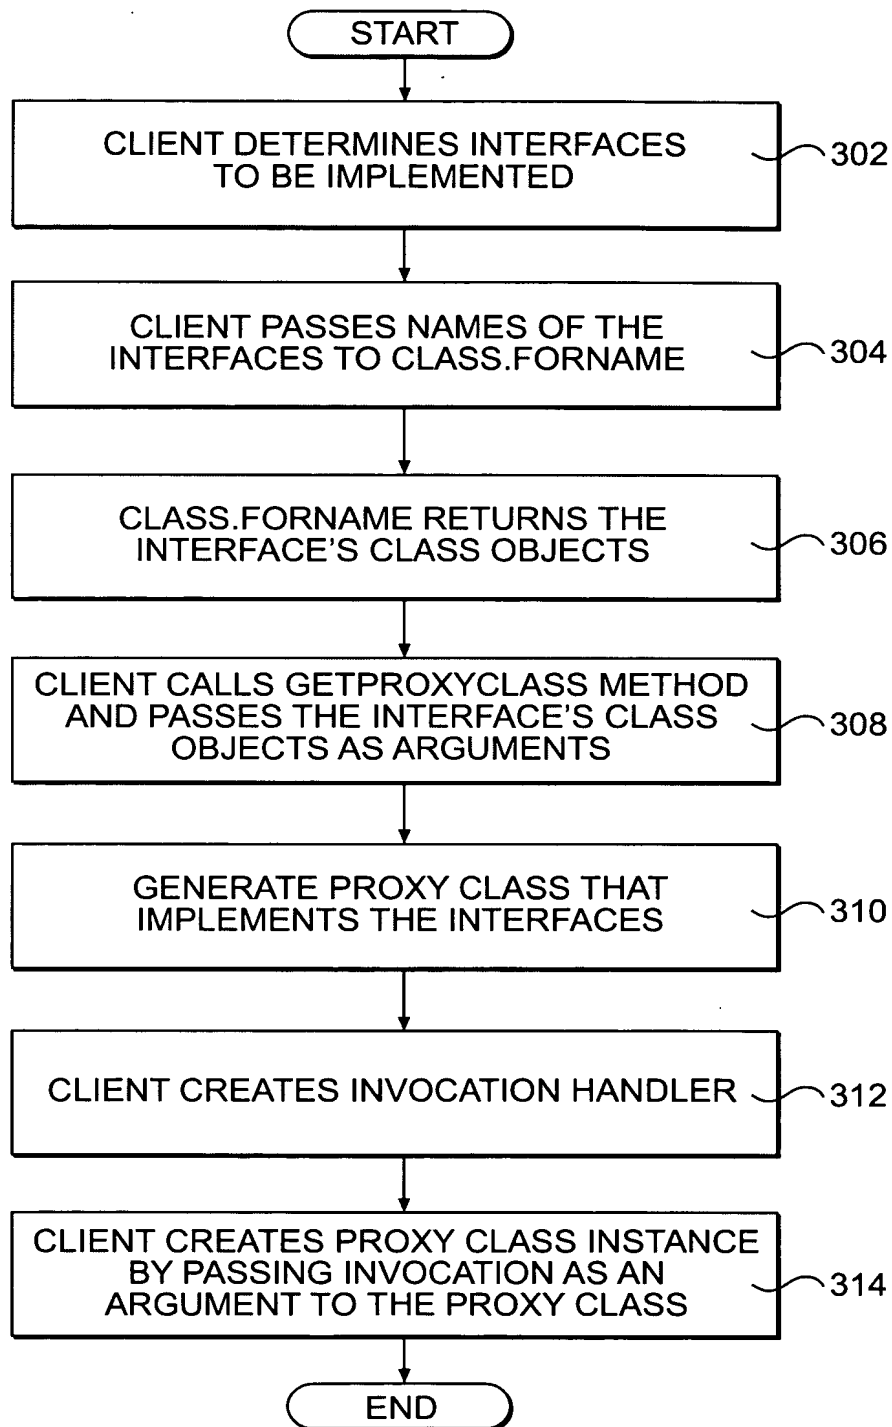 START
CLIENT DETERMINES INTERFACES
TO BE IMPLEMENTED
302
CLIENT PASSES NAMES OF THE
INTERFACES TO CLASS.FORNAME
304
CLASS.FORNAME RETURNS THE
INTERFACE'S CLASS OBJECTS
306
CLIENT CALLS GETPROXYCLASS METHOD
AND PASSES THE INTERFACE'S CLASS
OBJECTS AS ARGUMENTS
308
GENERATE PROXY CLASS THAT
IMPLEMENTS THE INTERFACES
310
CLIENT CREATES INVOCATION HANDLER
312
CLIENT CREATES PROXY CLASS INSTANCE
BY PASSING INVOCATION AS AN
ARGUMENT TO THE PROXY CLASS
314
END